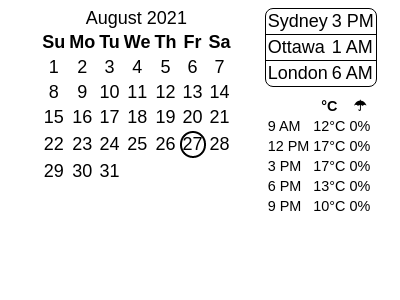 August 2021
Su Mo Tu We Th Fr Sa
1 2 3 4 5 6 7
8 9 10 11 12 13 14
15 16 17 18 19 20 21
22 23 24 25 26 27 28
29 30 31
Sydney 3 PM
Ottawa 1 AM
London 6 AM
°C ☂
9 AM 12°C 0%
12 PM 17°C 0%
3 PM 17°C 0%
6 PM 13°C 0%
9 PM 10°C 0%